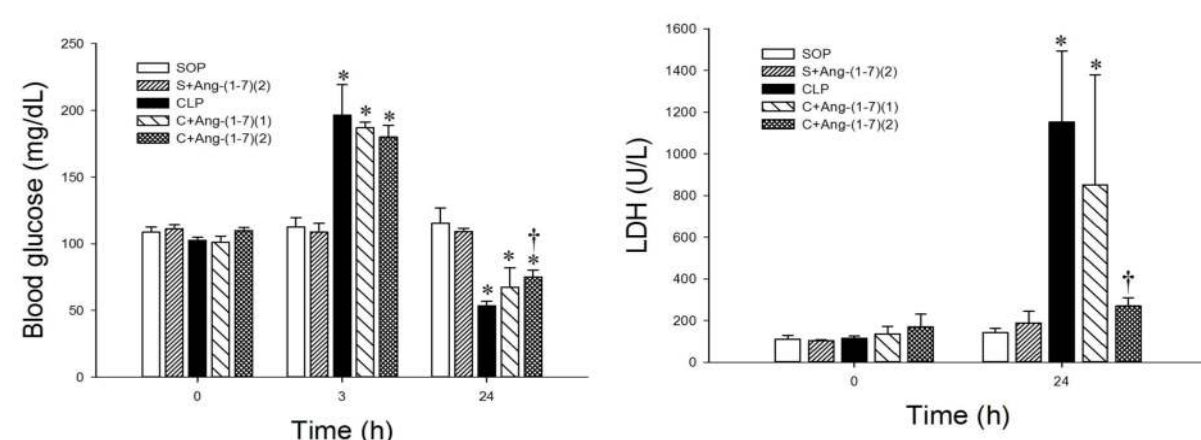 250
200
150
100
50
0
Blood glucose (mg/dL)
SOP
S+Ang-(1-7)(2)
CLP
C+Ang-(1-7)(1)
C+Ang-(1-7)(2)
* * *
* * † *
0 3 24
Time (h)
1600
1400
1200
1000
800
600
400
200
0
LDH (U/L)
SOP
S+Ang-(1-7)(2)
CLP
C+Ang-(1-7)(1)
C+Ang-(1-7)(2)
* * †
0 24
Time (h)